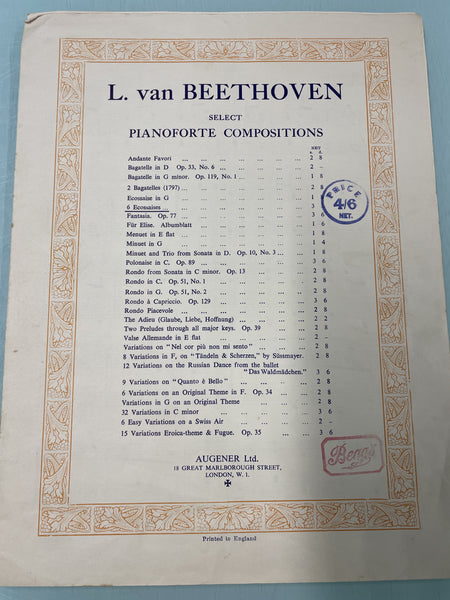 L. van BEETHOVEN
SELECT
PIANOFORTE COMPOSITIONS
NET
s. d.
Andante Favori ... ... ... ... ... ... ... 2 8
Bagatelle in D Op. 33, No. 6 ... ... ... ... 2 -
Bagatelle in G minor. Op. 119, No. 1 ... ... ... 1 8
2 Bagatelles (1797) ... ... ... ... ... ... 2 8
Ecossaise in G ... ... ... ... ... ... 1
6 Ecossaises ... ... ... ... ... ... 3
Fantasia. Op. 77 ... ... ... ... ... ... 3 6
Für Elise. Albumblatt ... ... ... ... ... 1 6
Menuet in E flat ... ... ... ... ... ... 1 8
Minuet in G ... ... ... ... ... ... 1 4
Minuet and Trio from Sonata in D. Op. 10, No. 3 ... ... 1 8
Polonaise in C. Op. 89 ... ... ... ... ... 3 6
Rondo from Sonata in C minor. Op. 13 ... ... ... 2 8
Rondo in C. Op. 51, No. 1 ... ... ... ... 2 8
Rondo in G. Op. 51, No. 2 ... ... ... ... 2 8
Rondo à Capriccio. Op. 129 ... ... ... ... 3 6
Rondo Piacevole ... ... ... ... ... ... 2 8
The Adieu (Glaube, Liebe, Hoffnung) ... ... ... ... 2 2
Two Preludes through all major keys. Op. 39 ... ... 2 8
Valse Allemande in E flat ... ... ... ... ... 2 -
Variations on "Nel cor più non mi sento" ... ... ... 2 8
8 Variations in F, on "Tändeln & Scherzen," by Süssmayer. 2 8
12 Variations on the Russian Dance from the ballet
"Das Waldmädchen." 3 6
9 Variations on "Quanto è Bello" ... ... ... ... 2 8
6 Variations on an Original Theme in F. Op. 34 ... ... 2 8
Variations in G on an Original Theme ... ... ... 2 8
32 Variations in C minor ... ... ... ... 3 6
6 Easy Variations on a Swiss Air ... ... ... ... 2 -
15 Variations Eroica-theme & Fugue. Op. 35 ... ... 3 6
PRICE
4/6
NET.
AUGENER Ltd.
18 GREAT MARLBOROUGH STREET,
LONDON, W. 1.
Printed in England